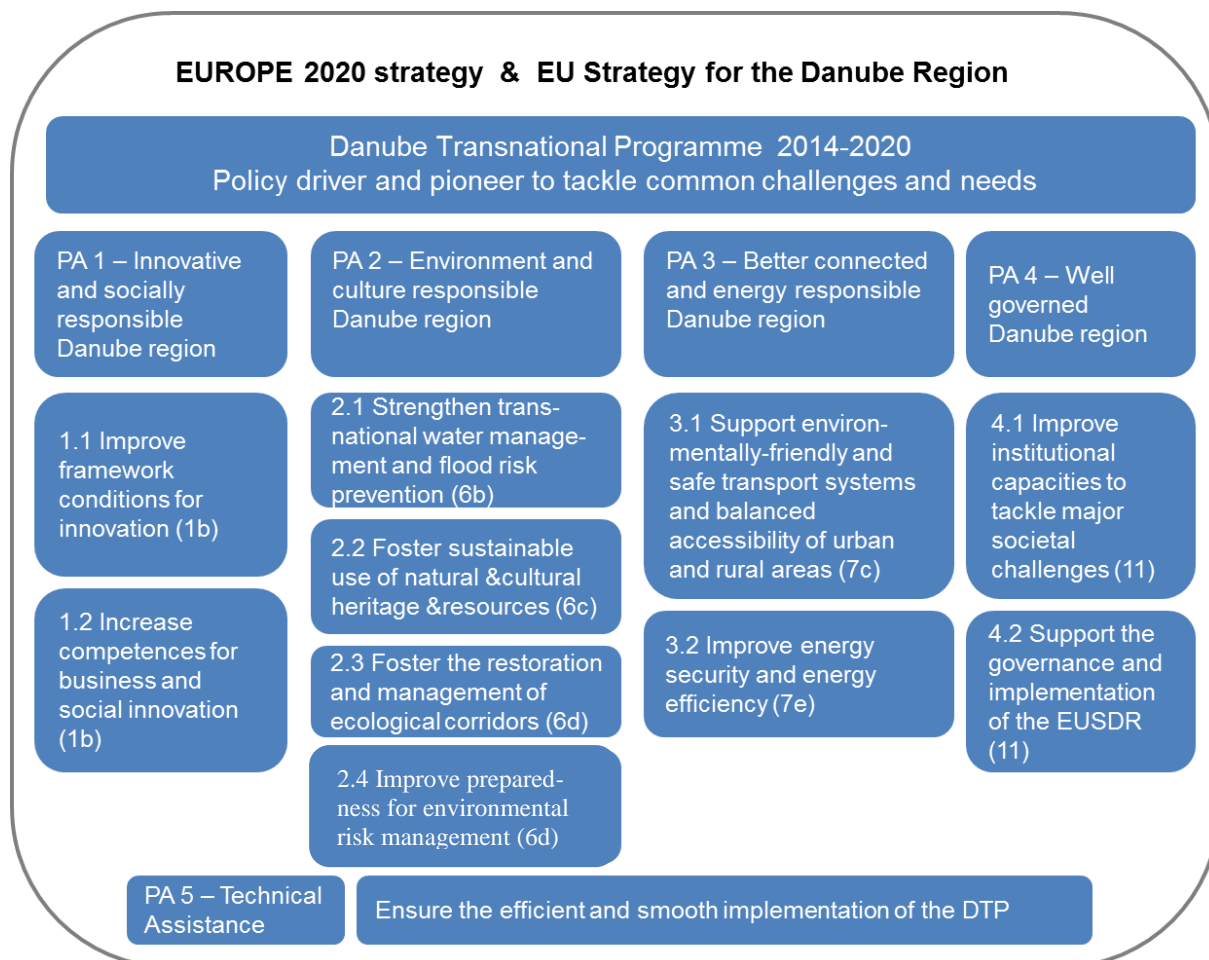 EUROPE 2020 strategy & EU Strategy for the Danube Region
Danube Transnational Programme 2014-2020
Policy driver and pioneer to tackle common challenges and needs
PA 1 – Innovative
and socially
responsible
Danube region
PA 2 – Environment and
culture responsible
Danube region
PA 3 – Better connected
and energy responsible
Danube region
PA 4 – Well
governed
Danube region
1.1 Improve
framework
conditions for
innovation (1b)
1.2 Increase
competences for
business and
social innovation
(1b)
2.1 Strengthen trans-
national water manage-
ment and flood risk
prevention (6b)
2.2 Foster sustainable
use of natural &cultural
heritage &resources (6c)
2.3 Foster the restoration
and management of
ecological corridors (6d)
2.4 Improve prepared-
ness for environmental
risk management (6d)
3.1 Support environ-
mentally-friendly and
safe transport systems
and balanced
accessibility of urban
and rural areas (7c)
3.2 Improve energy
security and energy
efficiency (7e)
4.1 Improve
institutional
capacities to
tackle major
societal
challenges (11)
4.2 Support the
governance and
implementation
of the EUSDR
(11)
PA 5 – Technical
Assistance
Ensure the efficient and smooth implementation of the DTP